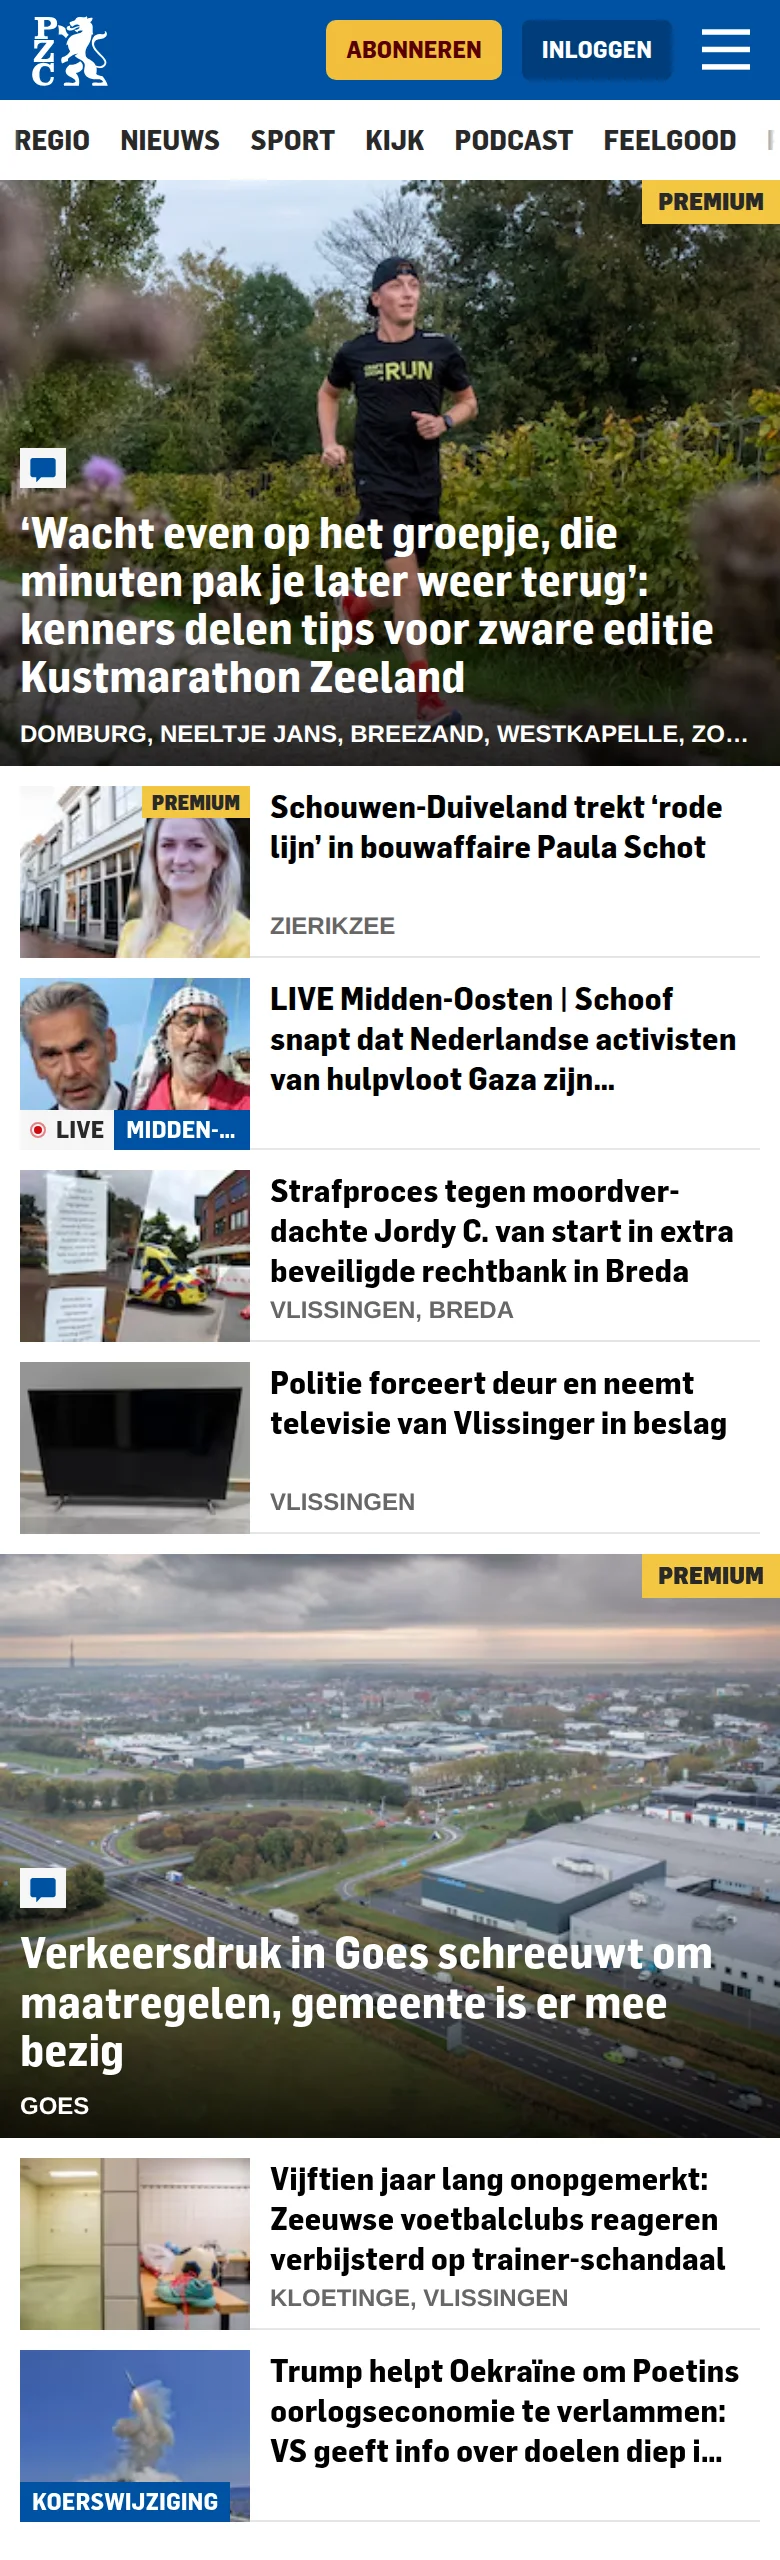 PZC
ABONNEREN
INLOGGEN
REGIO NIEUWS SPORT KIJK PODCAST FEELGOOD
PREMIUM
RUN
‘Wacht even op het groepje, die
minuten pak je later weer terug’:
kenners delen tips voor zware editie
Kustmarathon Zeeland
DOMBURG, NEELTJE JANS, BREEZAND, WESTKAPELLE, ZO...
PREMIUM
Schouwen-Duiveland trekt ‘rode
lijn’ in bouwaffaire Paula Schot
ZIERIKZEE
LIVE MIDDEN-...
LIVE Midden-Oosten | Schoof
snapt dat Nederlandse activisten
van hulpvloot Gaza zijn...
Strafproces tegen moordver-
dachte Jordy C. van start in extra
beveiligde rechtbank in Breda
VLISSINGEN, BREDA
Politie forceert deur en neemt
televisie van Vlissinger in beslag
VLISSINGEN
PREMIUM
Verkeersdruk in Goes schreeuwt om
maatregelen, gemeente is er mee
bezig
GOES
Vijftien jaar lang onopgemerkt:
Zeeuwse voetbalclubs reageren
verbijsterd op trainer-schandaal
KLOETINGE, VLISSINGEN
KOERSWIJZIGING
Trump helpt Oekraïne om Poetins
oorlogseconomie te verlammen:
VS geeft info over doelen diep i...